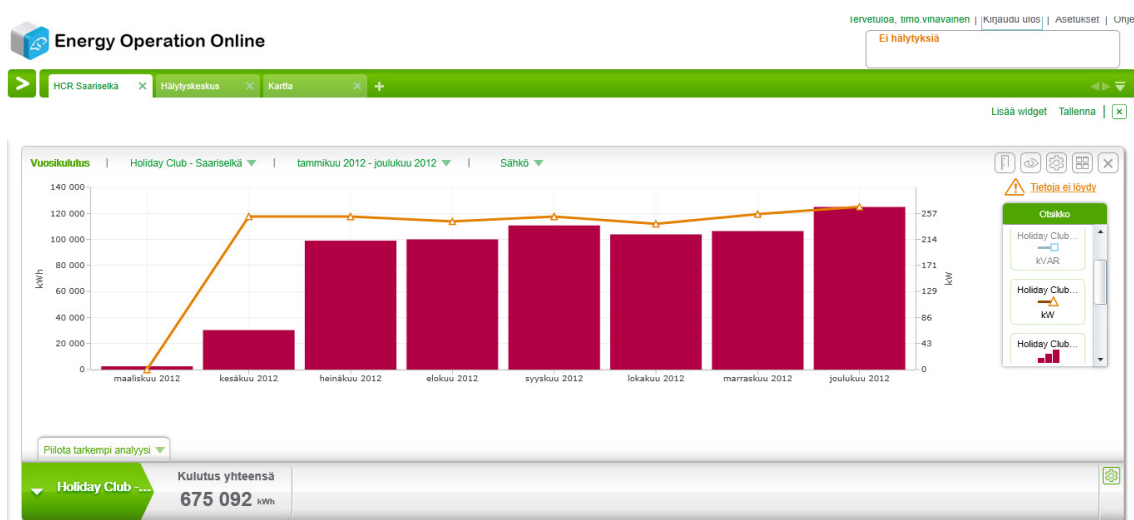 Tervetuloa, timo.vihavainen | Kirjaudu ulos | Asetukset | Ohje
Energy Operation Online
Ei hälytyksiä
HCR Saariselkä
Hälytyskeskus
Kartta
Lisää widget Tallenna
Vuosikulutus | Holiday Club - Saariselkä | tammikuu 2012 - joulukuu 2012 | Sähkö
Tietoja ei löydy
140 000
120 000
100 000
80 000
60 000
40 000
20 000
0
kWh
257
214
171
129
86
43
0
kW
maaliskuu 2012
kesäkuu 2012
heinäkuu 2012
elokuu 2012
syyskuu 2012
lokakuu 2012
marraskuu 2012
joulukuu 2012
Otsikko
Holiday Club...
kVAR
Holiday Club...
kW
Holiday Club...
Piilota tarkempi analyysi
Holiday Club -...
Kulutus yhteensä
675 092 kWh